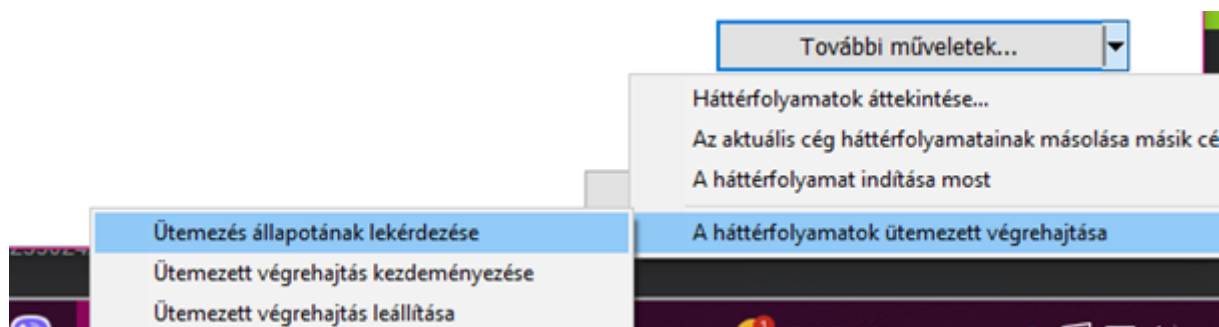 További műveletek...
Háttérfolyamatok áttekintése...
Az aktuális cég háttérfolyamatainak másolása másik
A háttérfolyamat indítása most
A háttérfolyamatok ütemezett végrehajtása
Ütemezés állapotának lekérdezése
Ütemezett végrehajtás kezdeményezése
Ütemezett végrehajtás leállítása